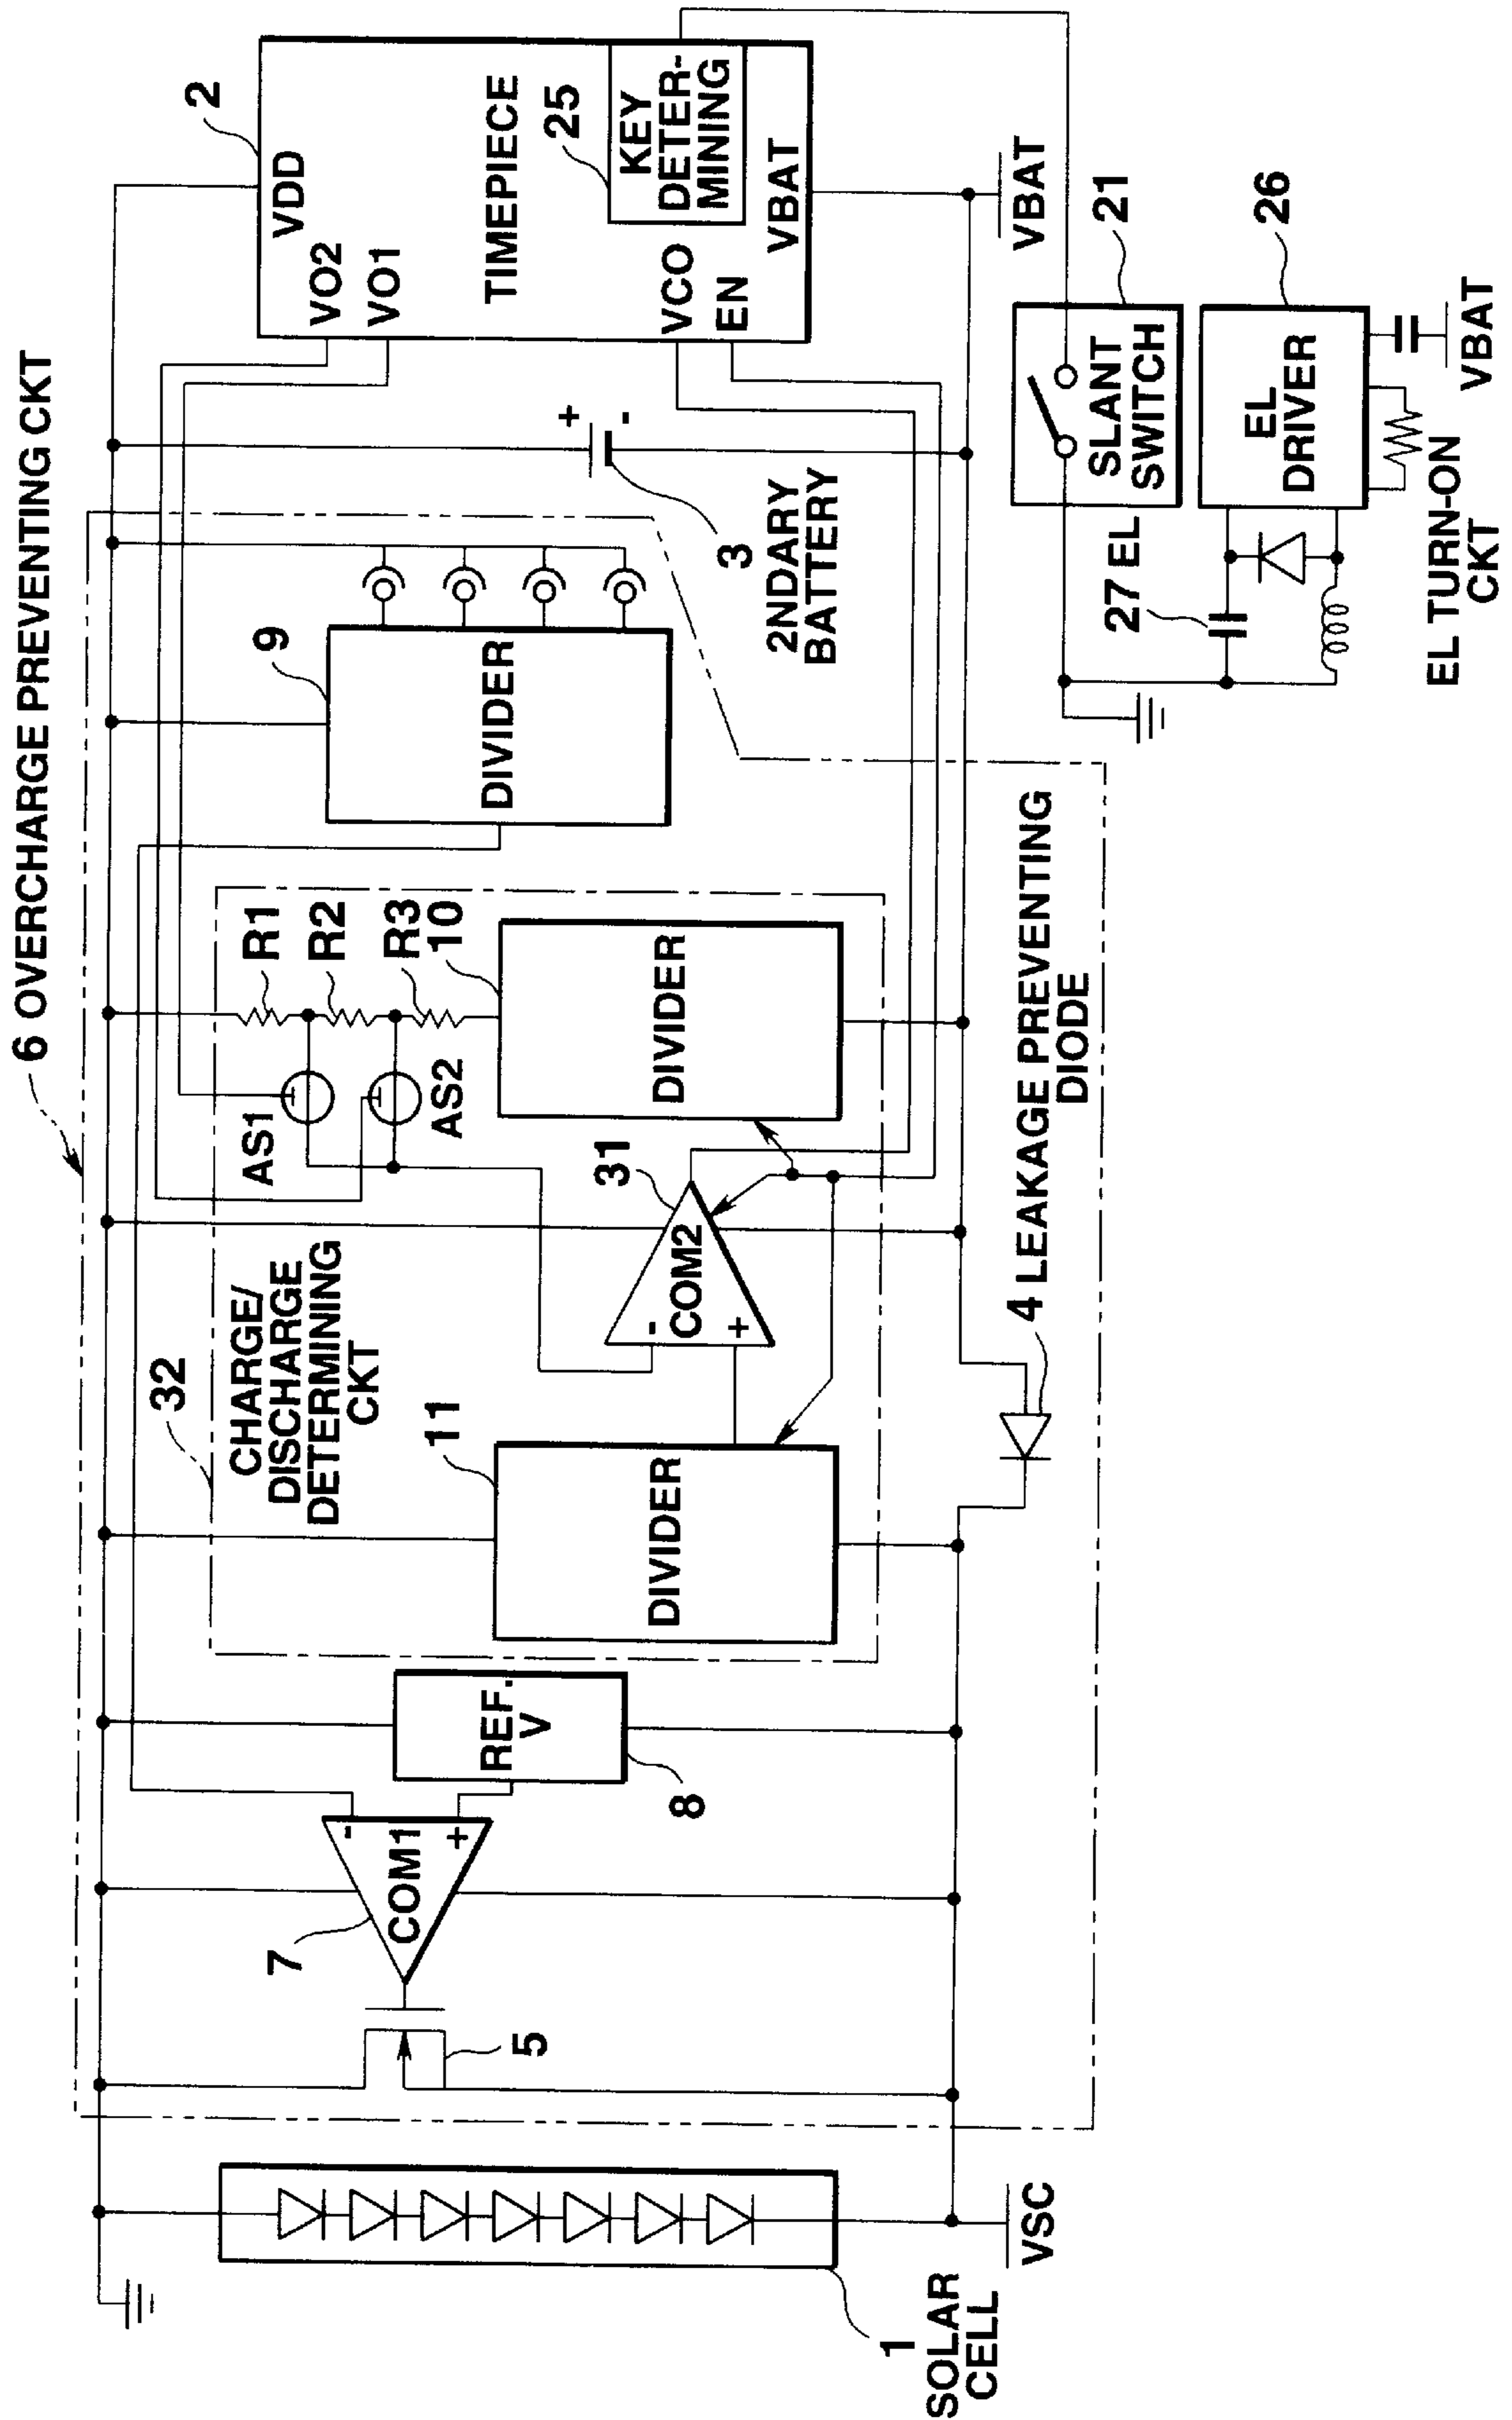 6 OVERCHARGE PREVENTING CKT
2
VDD
VO2
VO1
TIMEPIECE
25
KEY
DETER-
MINING
VCO
EN
VBAT
VBAT
+
-
3
2NDARY
BATTERY
9
DIVIDER
R1
R2
R3
10
DIVIDER
AS1
AS2
31
COM2
-
+
32
CHARGE/
DISCHARGE
DETERMINING
CKT
11
DIVIDER
4 LEAKAGE PREVENTING
DIODE
REF.
V
8
7
COM1
-
+
5
1
SOLAR
CELL
VSC
21
SLANT
SWITCH
26
EL
DRIVER
27 EL
VBAT
EL TURN-ON
CKT